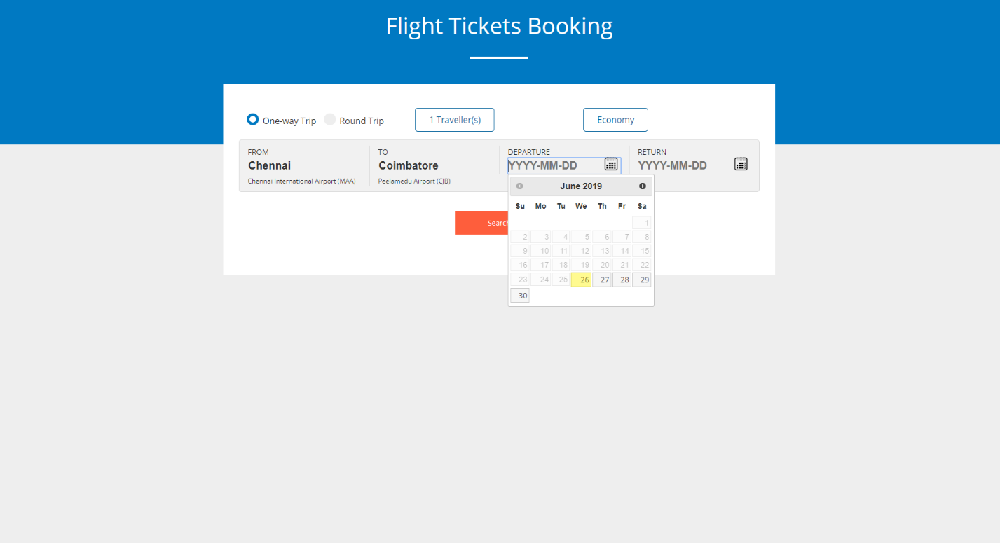 Flight Tickets Booking
One-way Trip Round Trip 1 Traveller(s) Economy
FROM TO DEPARTURE RETURN
Chennai Coimbatore YYYY-MM-DD YYYY-MM-DD
Chennai International Airport (MAA) Peelamedu Airport (CJB)
June 2019
Su Mo Tu We Th Fr Sa
1
Search
2 3 4 5 6 7 8
9 10 11 12 13 14 15
16 17 18 19 20 21 22
23 24 25 26 27 28 29
30